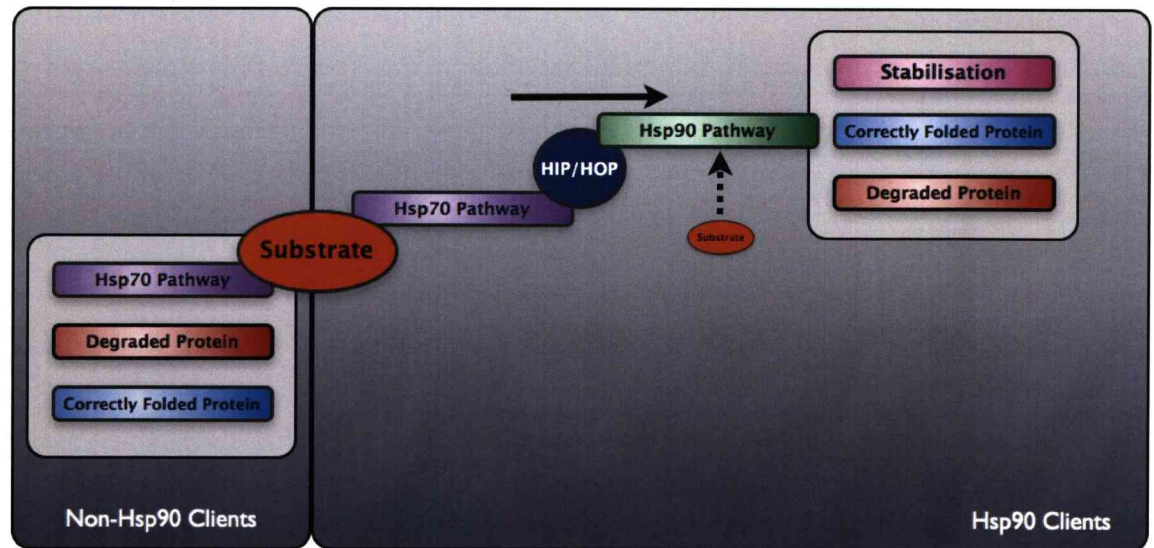 Stabilisation
Hsp90 Pathway
Correctly Folded Protein
HIP/HOP
Hsp70 Pathway
Degraded Protein
Substrate
Substrate
Hsp70 Pathway
Degraded Protein
Correctly Folded Protein
Non-Hsp90 Clients
Hsp90 Clients